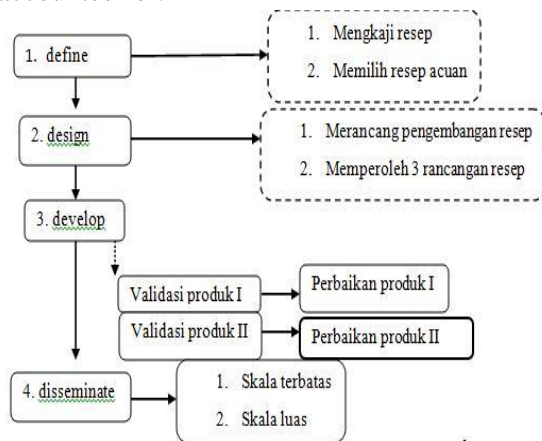 1. define
1. Mengkaji resep
2. Memilih resep acuan
2. design
1. Merancang pengembangan resep
2. Memperoleh 3 rancangan resep
3. develop
Validasi produk I
Perbaikan produk I
Validasi produk II
Perbaikan produk II
4. disseminate
1. Skala terbatas
2. Skala luas